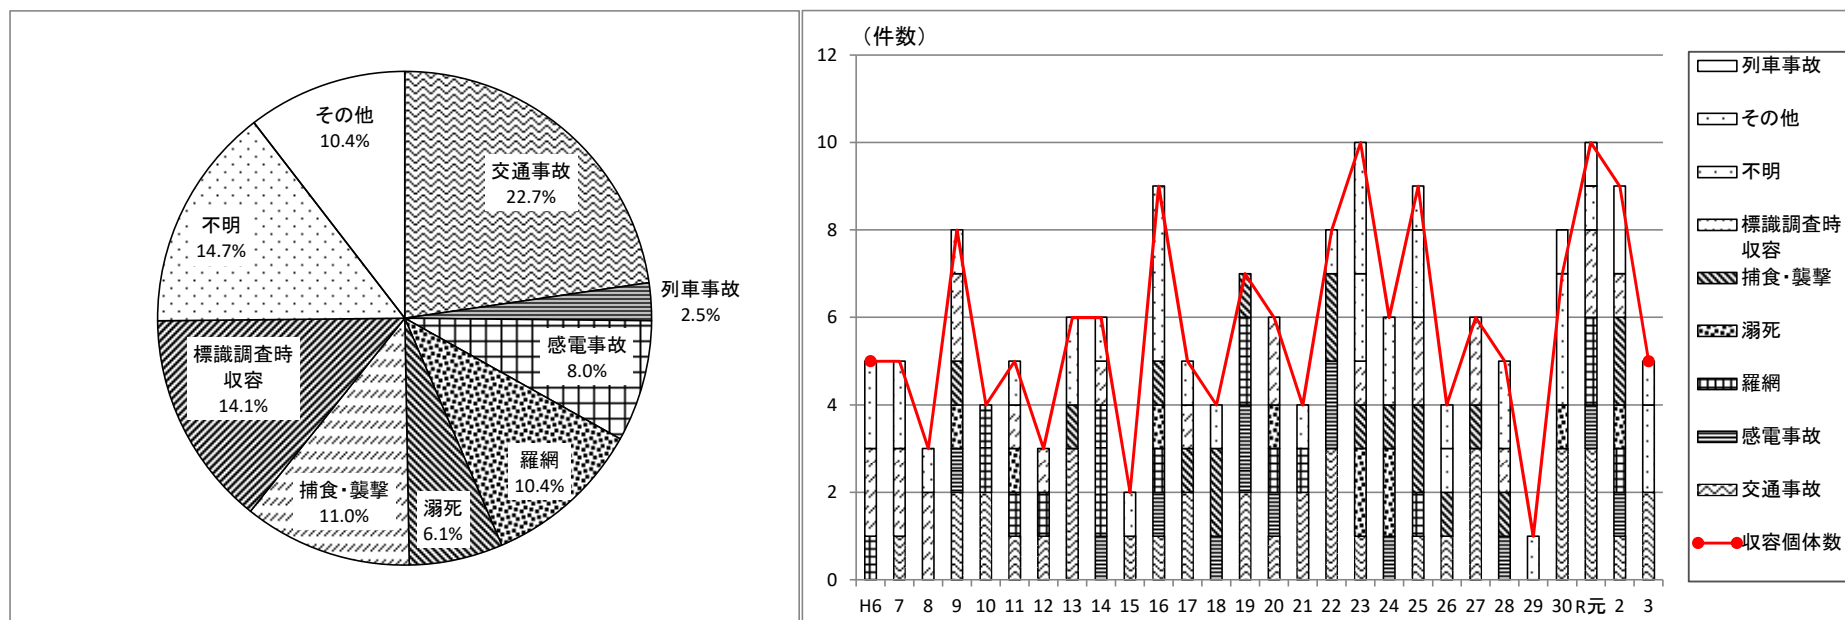 その他
10.4%
交通事故
22.7%
列車事故
2.5%
感電事故
8.0%
羅網
10.4%
溺死
6.1%
捕食・襲撃
11.0%
標識調査時
収容
14.1%
不明
14.7%
（件数）
12
10
8
6
4
2
0
H6 7 8 9 10 11 12 13 14 15 16 17 18 19 20 21 22 23 24 25 26 27 28 29 30 R元 2 3
列車事故
その他
不明
標識調査時
収容
捕食・襲撃
溺死
羅網
感電事故
交通事故
収容個体数